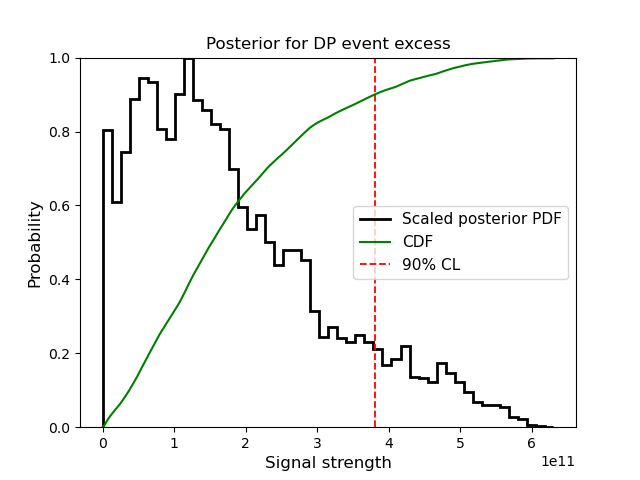 Posterior for DP event excess
Probability
1.0
0.8
0.6
0.4
0.2
0.0
Scaled posterior PDF
CDF
90% CL
0 1 2 3 4 5 6
1e11
Signal strength